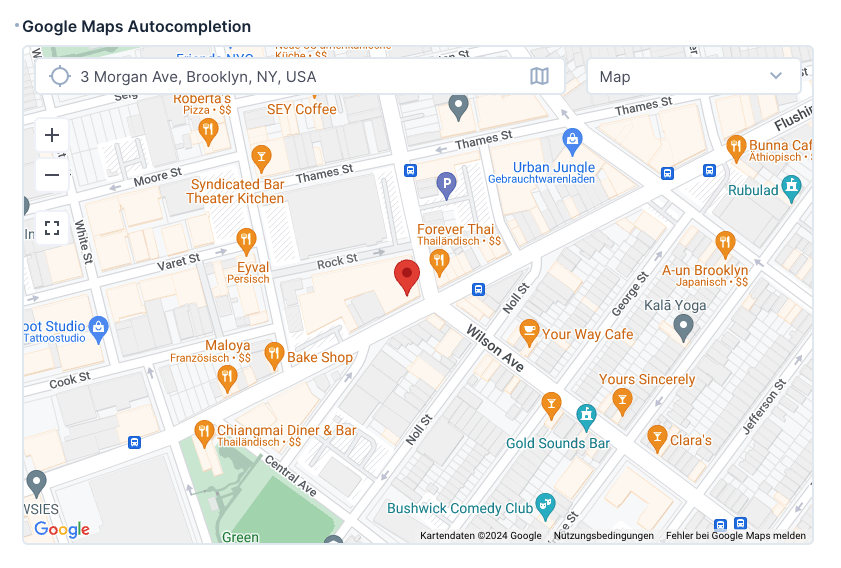 Google Maps Autocompletion
Küche • $$
3 Morgan Ave, Brooklyn, NY, USA
Map
Roberta's
Pizza • $$
SEY Coffee
Thames St
Flushin
Thames St
Bunna Caf
Äthiopisch • $
Urban Jungle
Gebrauchtwarenladen
Moore St
Thames St
P
Syndicated Bar
Theater Kitchen
Rubulad
White St
Forever Thai
Thailändisch • $$
Varet St
Rock St
Eyval
Persisch
A-un Brooklyn
Japanisch • $$
George St
Noll St
Kalā Yoga
oot Studio
Tattoostudio
Wilson Ave
Your Way Cafe
Maloya
Französisch • $$
Bake Shop
Cook St
Yours Sincerely
Jefferson St
Chiangmai Diner & Bar
Thailändisch • $$
Noll St
Gold Sounds Bar
Clara's
Central Ave
WSIES
Bushwick Comedy Club
Google
Green
Kartendaten ©2024 Google
Nutzungsbedingungen
Fehler bei Google Maps melden